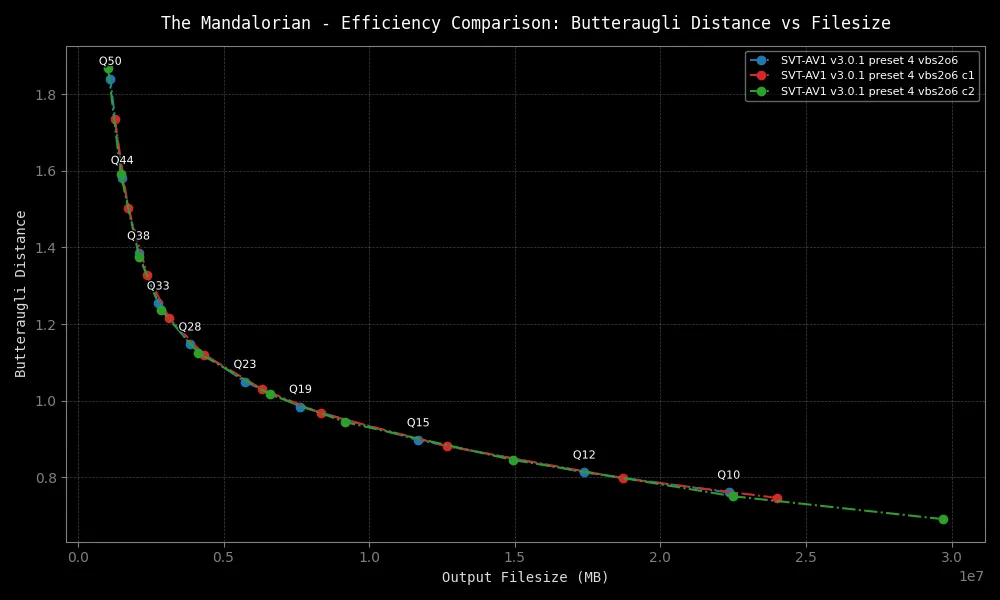 The Mandalorian - Efficiency Comparison: Butteraugli Distance vs Filesize
SVT-AV1 v3.0.1 preset 4 vbs2o6
SVT-AV1 v3.0.1 preset 4 vbs2o6 c1
SVT-AV1 v3.0.1 preset 4 vbs2o6 c2
Butteraugli Distance
1.8
1.6
1.4
1.2
1.0
0.8
Q50
Q44
Q38
Q33
Q28
Q23
Q19
Q15
Q12
Q10
0.0 0.5 1.0 1.5 2.0 2.5 3.0
1e7
Output Filesize (MB)